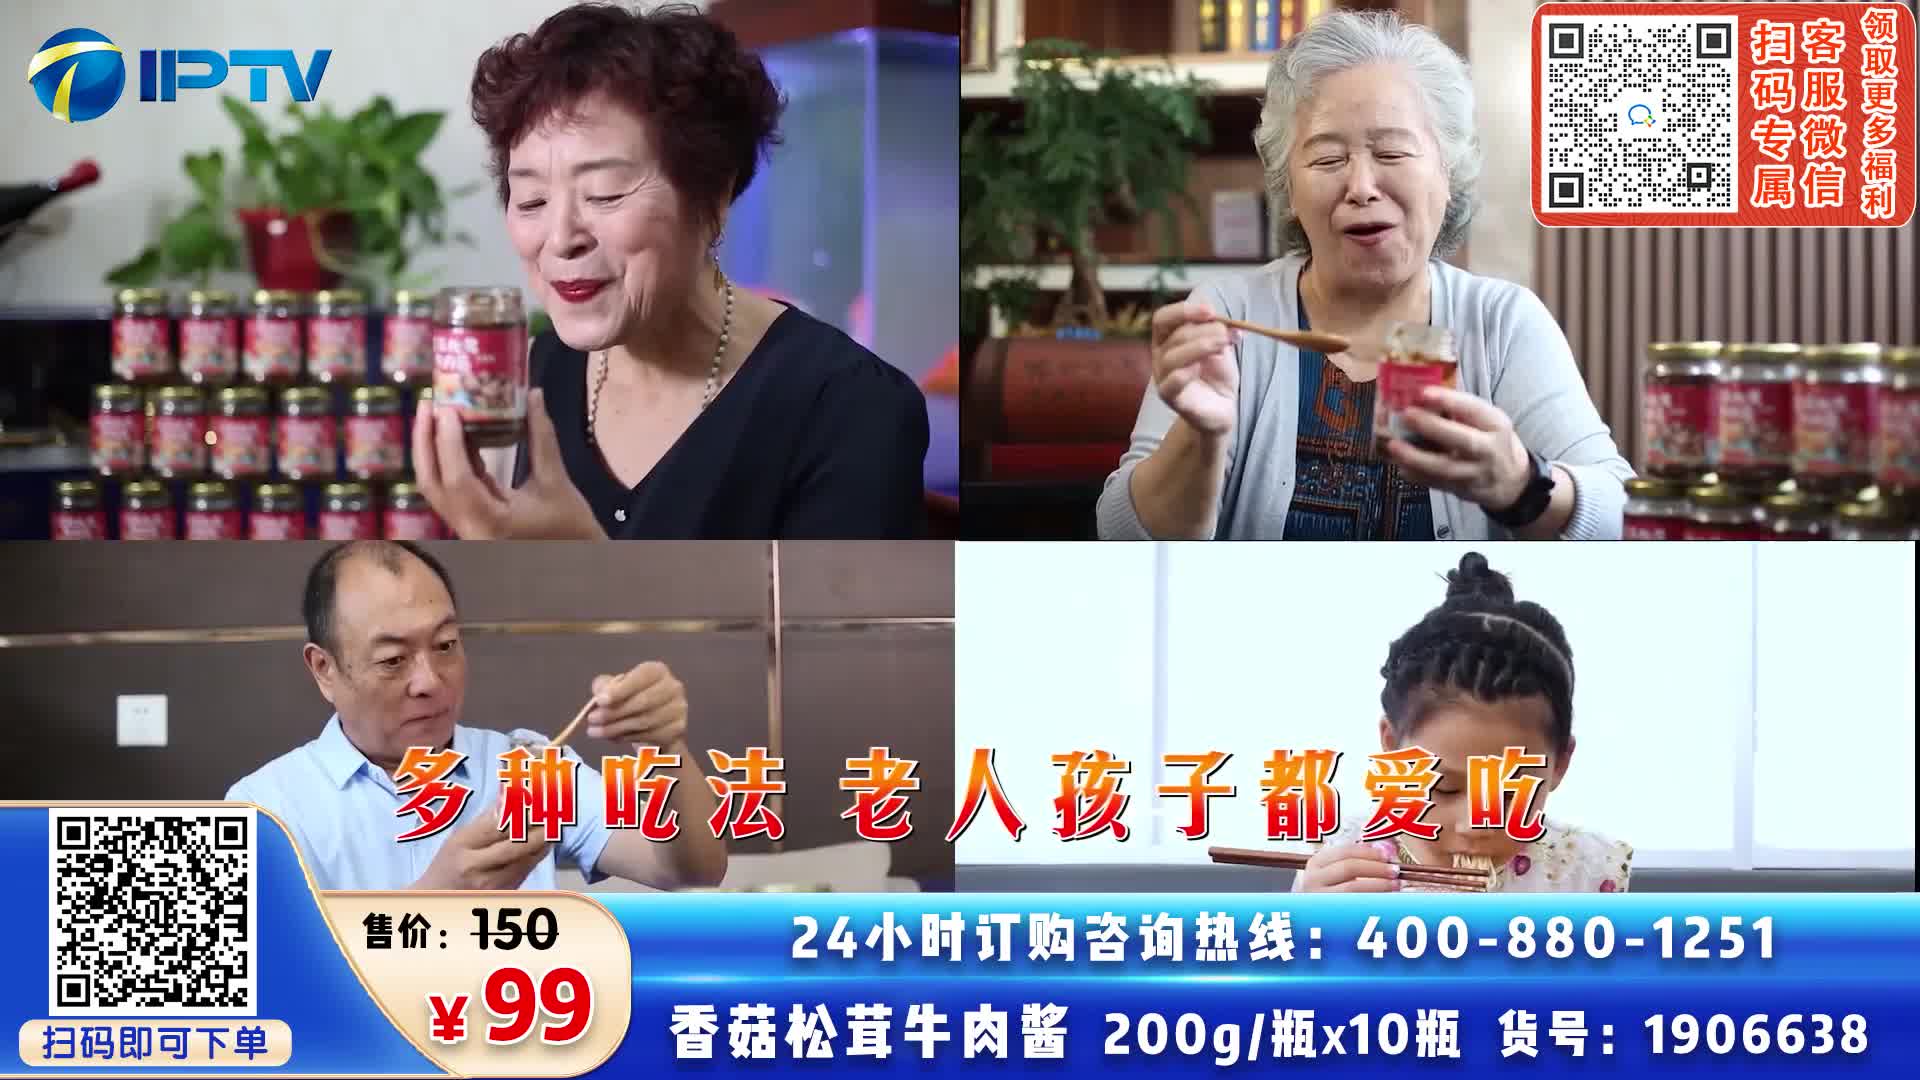 IPTV
扫码专属
客服微信
领取更多福利
多种吃法 老人孩子都爱吃
扫码即可下单
售价：150
¥99
24小时订购咨询热线：400-880-1251
香菇松茸牛肉酱 200g/瓶x10瓶 货号：1906638